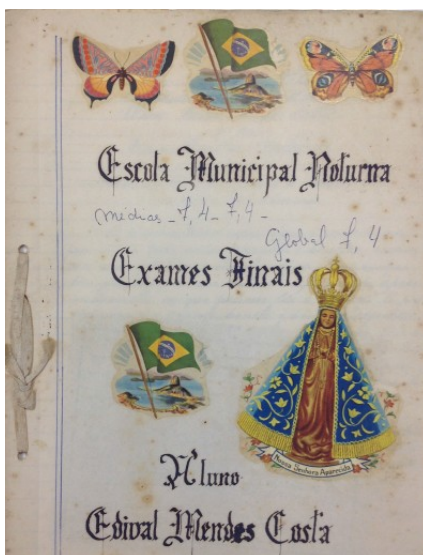 Escola Municipal Noturna
Médias - 7,4 - 7,4 -
Global 7,4
Exames Finais
Nossa Senhora Aparecida
Aluno
Edival Mendes Costa